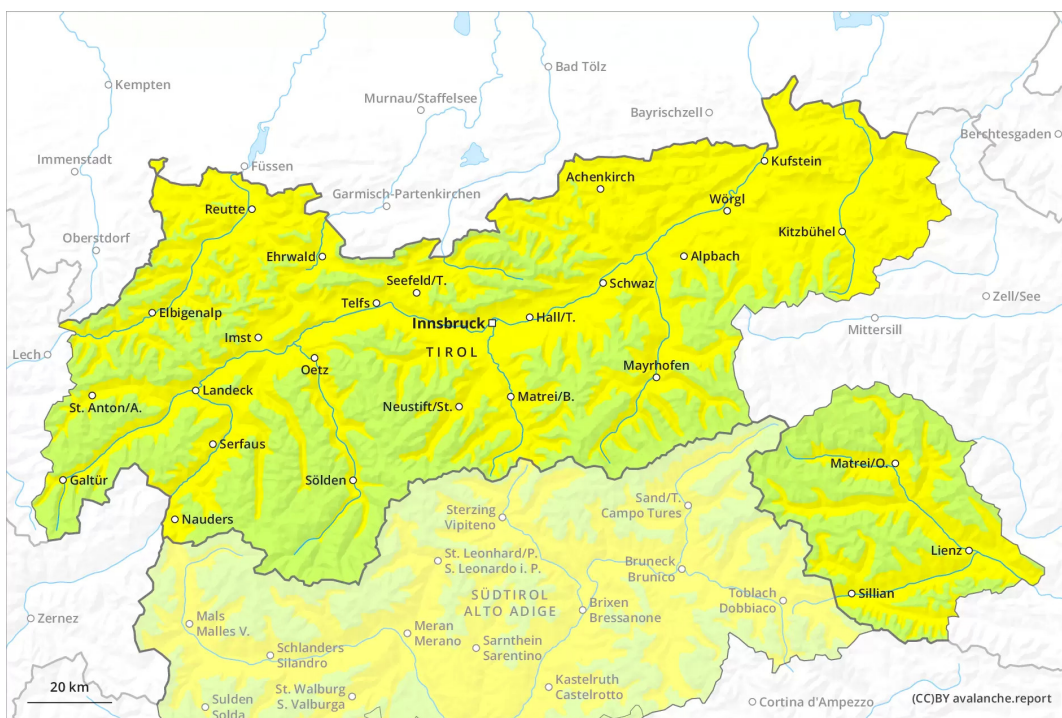 Kempten
Bad Tölz
Murnau/Staffelsee
Bayrischzell
Berchtesgaden
Immenstadt
Füssen
Kufstein
Garmisch-Partenkirchen
Achenkirch
Reutte
Wörgl
Oberstdorf
Kitzbühel
Ehrwald
Alpbach
Seefeld/T.
Schwaz
Zell/See
Telfs
Elbigenalp
Hall/T.
Innsbruck
Mittersill
Imst
TIROL
Lech
Oetz
Mayrhofen
Landeck
St. Anton/A.
Matrei/B.
Neustift/St.
Serfaus
Matrei/O.
Galtür
Sölden
Sand/T.
Campo Tures
Sterzing
Vipiteno
Nauders
Lienz
St. Leonhard/P.
S. Leonardo i. P.
Bruneck
Brunico
SÜDTIROL
ALTO ADIGE
Sillian
Toblach
Dobbiaco
Brixen
Bressanone
Zernez
Mals
Malles V.
Meran
Merano
Sarnthein
Sarentino
Schlanders
Silandro
20 km
St. Walburg
S. Valburga
Kastelruth
Castelrotto
Sulden
Solda
Cortina d'Ampezzo
(CC)BY avalanche.report